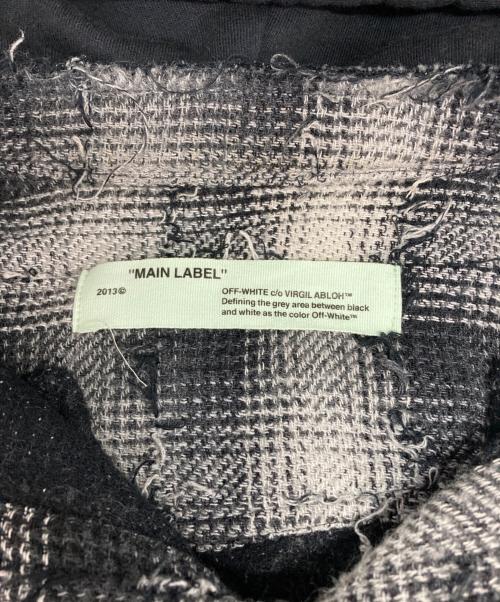 "MAIN LABEL"
2013©
OFF-WHITE c/o VIRGIL ABLOH™
Defining the grey area between black
and white as the color Off-White™